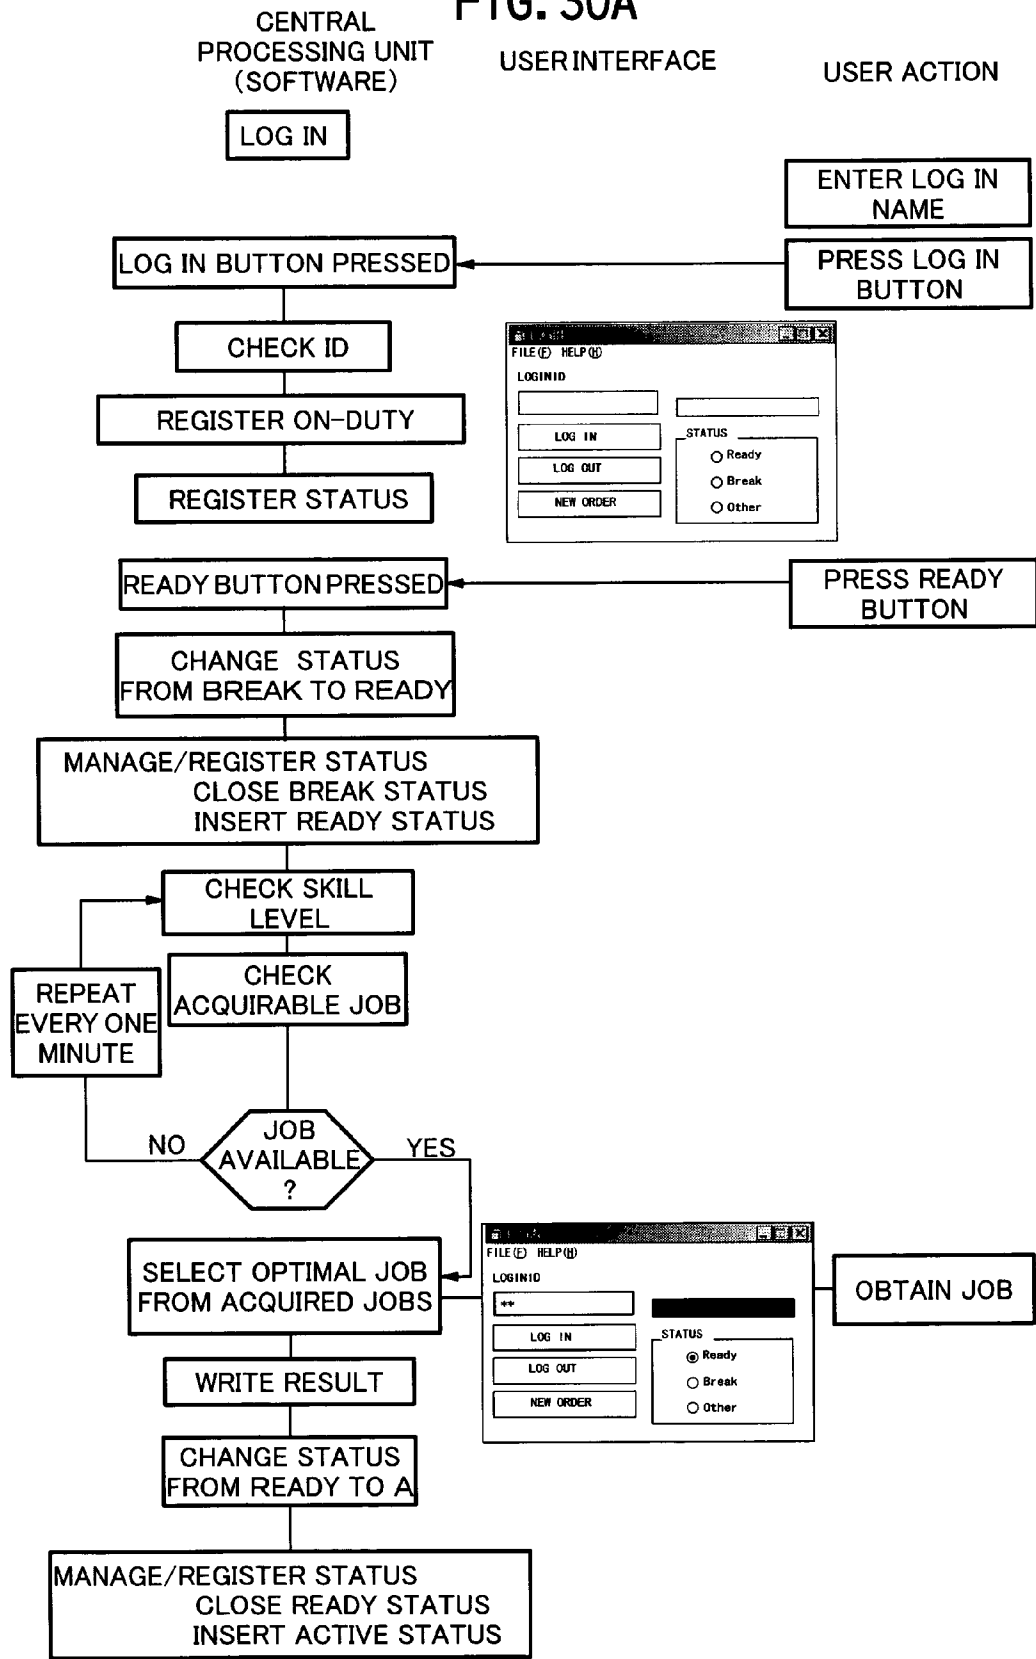 FIG. 30A
CENTRAL
PROCESSING UNIT
(SOFTWARE)
USER INTERFACE
USER ACTION
LOG IN
ENTER LOG IN
NAME
LOG IN BUTTON PRESSED
PRESS LOG IN
BUTTON
CHECK ID
REGISTER ON-DUTY
REGISTER STATUS
FILE(F) HELP(H)
LOGINID
LOG IN
LOG OUT
NEW ORDER
STATUS
Ready
Break
Other
READY BUTTON PRESSED
PRESS READY
BUTTON
CHANGE STATUS
FROM BREAK TO READY
MANAGE/REGISTER STATUS
CLOSE BREAK STATUS
INSERT READY STATUS
CHECK SKILL
LEVEL
CHECK
ACQUIRABLE JOB
REPEAT
EVERY ONE
MINUTE
JOB
AVAILABLE
?
NO
YES
SELECT OPTIMAL JOB
FROM ACQUIRED JOBS
FILE(F) HELP(H)
LOGINID
**
LOG IN
LOG OUT
NEW ORDER
STATUS
Ready
Break
Other
OBTAIN JOB
WRITE RESULT
CHANGE STATUS
FROM READY TO A
MANAGE/REGISTER STATUS
CLOSE READY STATUS
INSERT ACTIVE STATUS